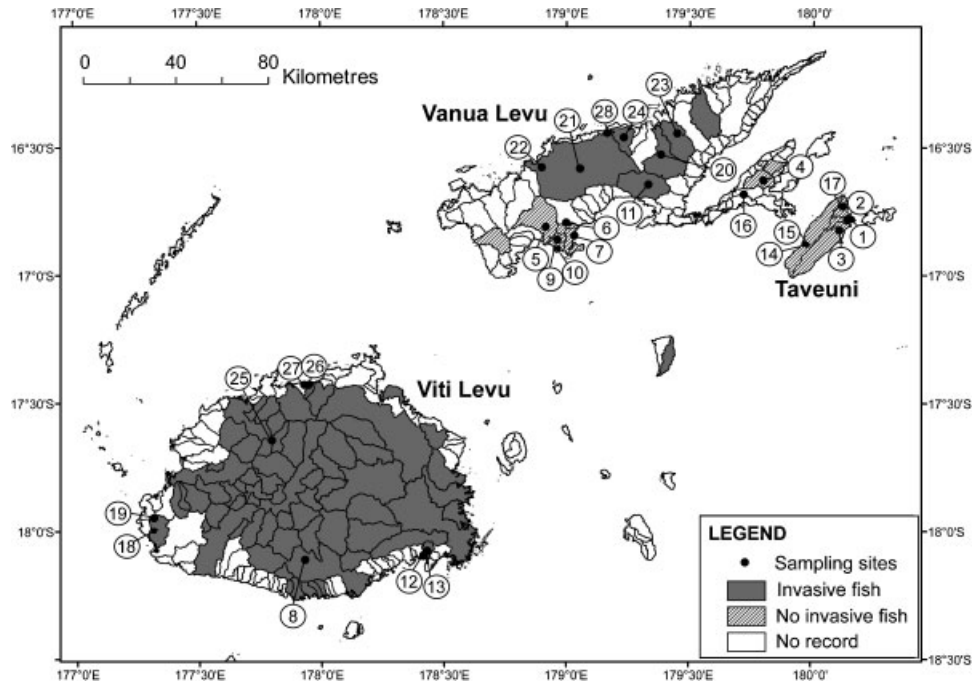 177°0'E 177°30'E 178°0'E 178°30'E 179°0'E 179°30'E 180°0'
0 40 80
Kilometres
23
Vanua Levu
28 24
21
16°30'S 16°30'S
22
4
20
17
2
11
6
16
15
1
5
7
14
3
9
10
17°0'S 17°0'S
Taveuni
27 26
25
Viti Levu
17°30'S 17°30'S
19
18°0'S 18°0'S
18
LEGEND
Sampling sites
12
13
Invasive fish
8
No invasive fish
No record
18°30'S
177°0'E 177°30'E 178°0'E 178°30'E 179°0'E 179°30'E 180°0'